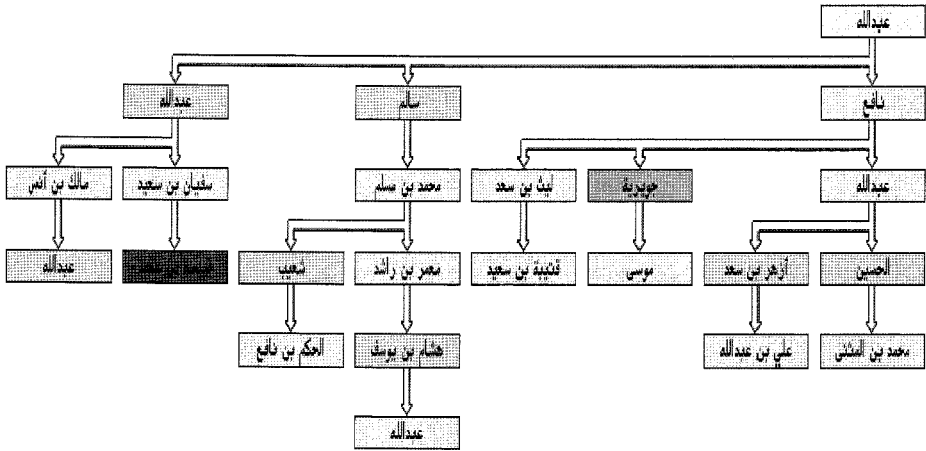 عبدالله
نافع
سالم
عبدالله
عبدالله
جويرية
ليث بن سعد
محمد بن مسلم
سفيان بن سعيد
مالك بن أنس
الحسين
أزهر بن سعد
موسى
قتيبة بن سعيد
معمر بن راشد
شعيب
عبدالله
محمد بن المثنى
علي بن عبدالله
هشام بن يوسف
الحكم بن نافع
عبدالله